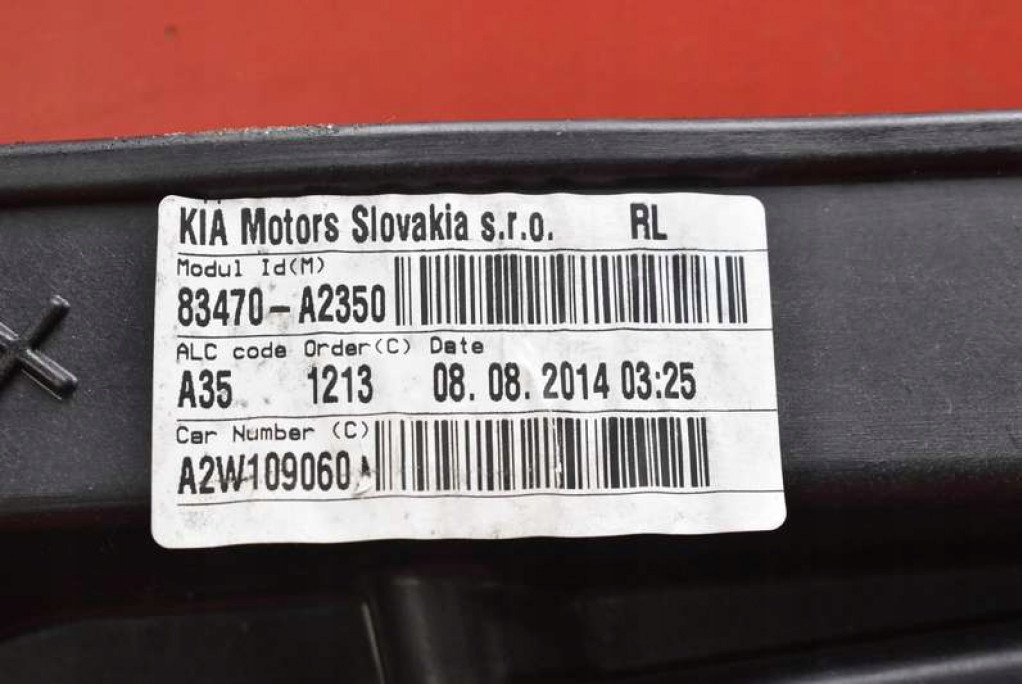 KIA Motors Slovakia s.r.o. RL
Modul Id(M)
83470-A2350
ALC code Order(C) Date
A35 1213 08. 08. 2014 03:25
Car Number (C)
A2W109060